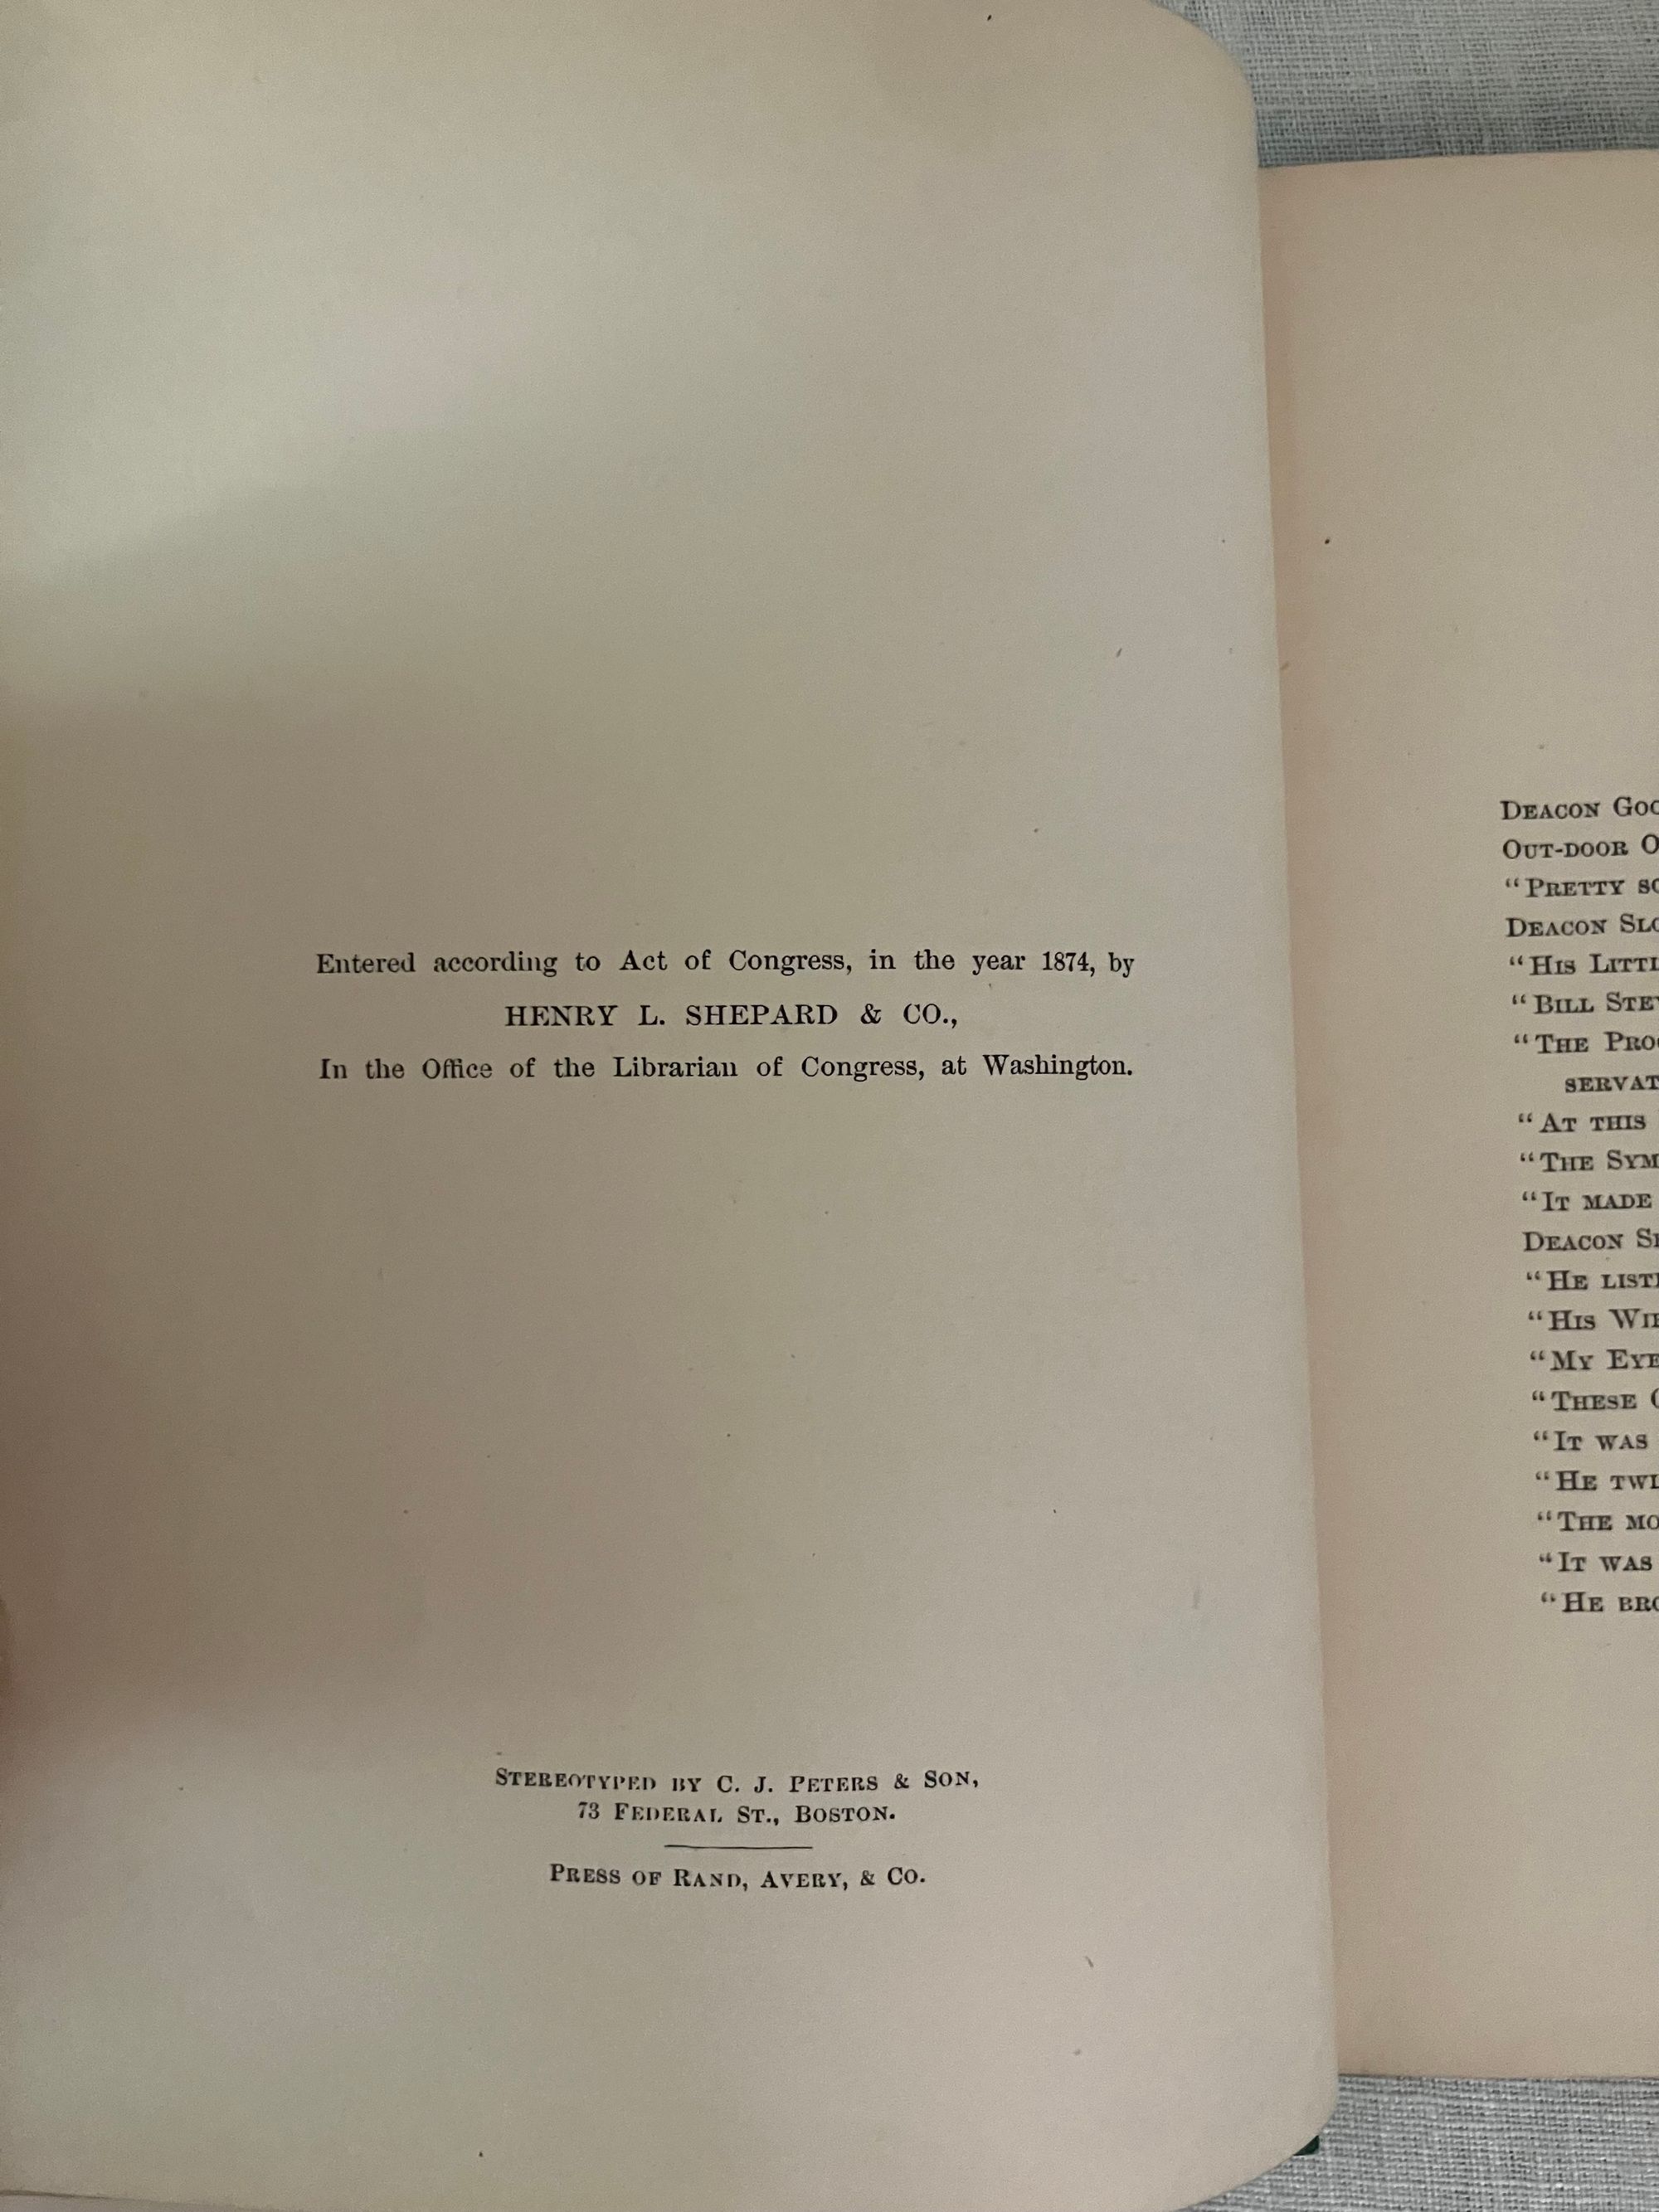 Entered according to Act of Congress, in the year 1874, by
HENRY L. SHEPARD & CO.,
In the Office of the Librarian of Congress, at Washington.
STEREOTYPED BY C. J. PETERS & SON,
73 FEDERAL ST., BOSTON.
PRESS OF RAND, AVERY, & CO.
DEACON
OUT-DOOR
"PRETTY
DEACON
"HIS
"BILL
"THE
"AT THIS
"THE
"IT MADE
DEACON
"HE
"HIS
"MY
"THESE
"IT WAS
"HE
"THE
"IT WAS
"HE